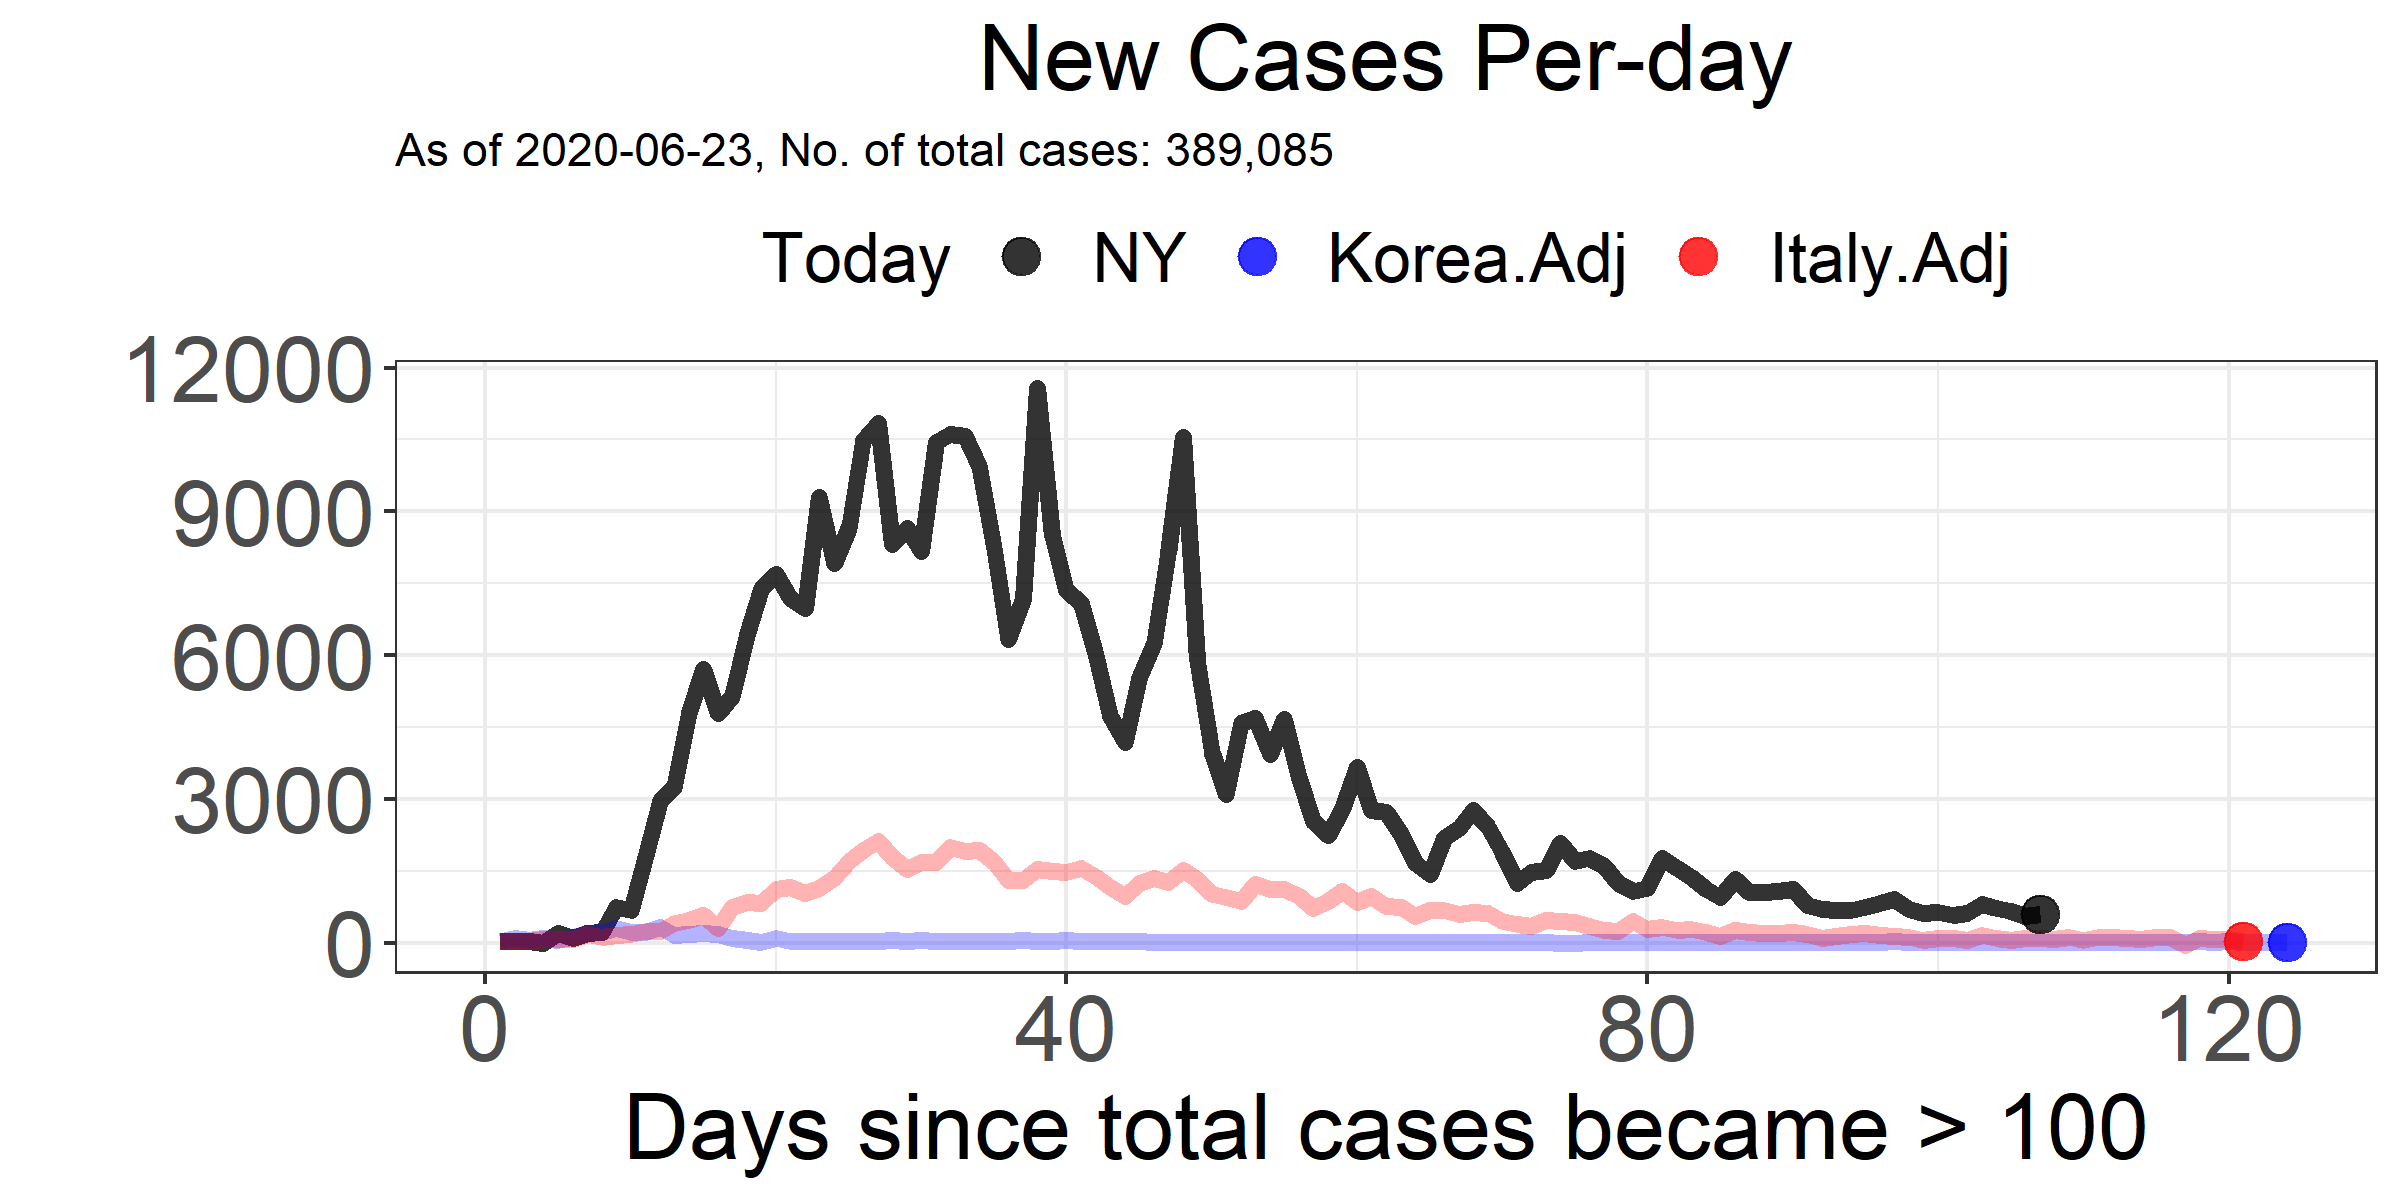 New Cases Per-day
As of 2020-06-23, No. of total cases: 389,085
Today NY Korea.Adj Italy.Adj
12000
9000
6000
3000
0
0 40 80 120
Days since total cases became > 100